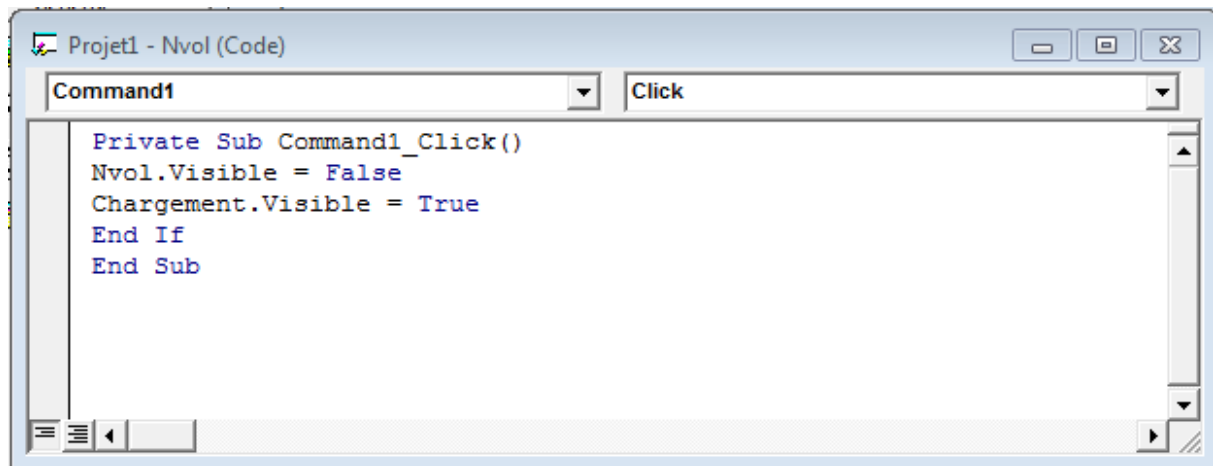 Projet1 - Nvol (Code)
Command1 Click
Private Sub Command1_Click()
Nvol.Visible = False
Chargement.Visible = True
End If
End Sub